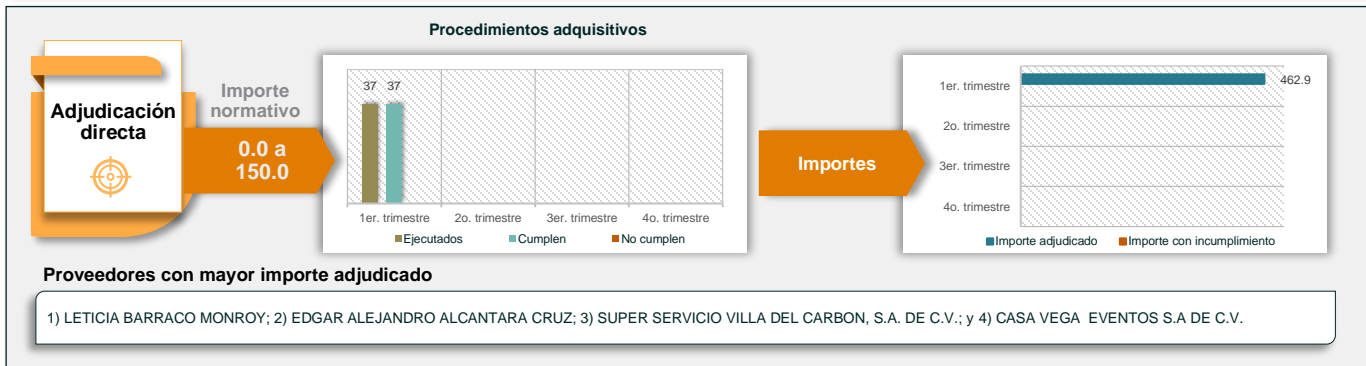 Procedimientos adquisitivos
Adjudicación
directa
Importe
normativo
0.0 a
150.0
37 37
1er. trimestre 2o. trimestre 3er. trimestre 4o. trimestre
Ejecutados Cumplen No cumplen
Importes
1er. trimestre 462.9
2o. trimestre
3er. trimestre
4o. trimestre
Importe adjudicado Importe con incumplimiento
Proveedores con mayor importe adjudicado
1) LETICIA BARRACO MONROY; 2) EDGAR ALEJANDRO ALCANTARA CRUZ; 3) SUPER SERVICIO VILLA DEL CARBON, S.A. DE C.V.; y 4) CASA VEGA EVENTOS S.A DE C.V.